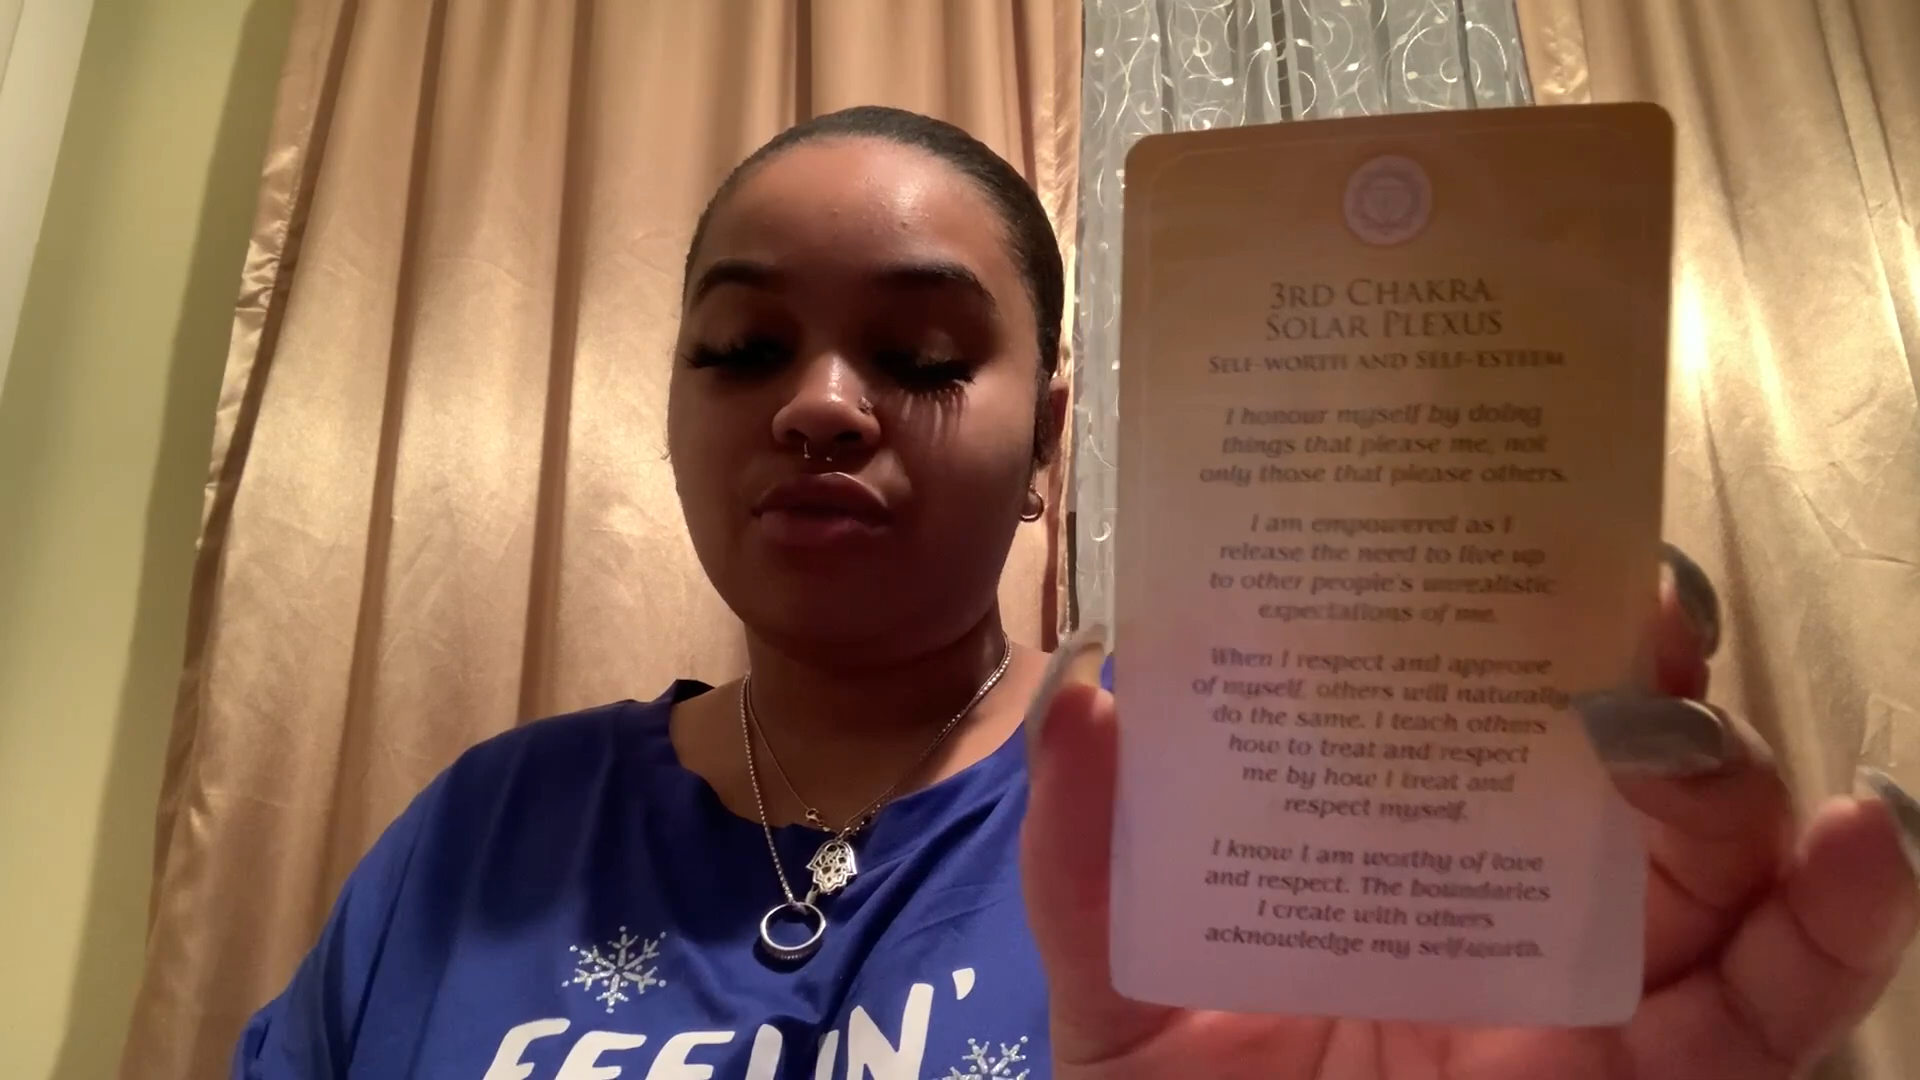 3RD CHAKRA
SOLAR PLEXUS
SELF-WORTH AND SELF-ESTEEM
I honour myself by doing
things that please me, not
only those that please others.
I am empowered as I
release the need to live up
to other people's unrealistic
expectations of me.
When I respect and approve
of myself, others will naturally
do the same. I teach others
how to treat and respect
me by how I treat and
respect myself.
I know I am worthy of love
and respect. The boundaries
I create with others
acknowledge my self-worth.
FEELIN'